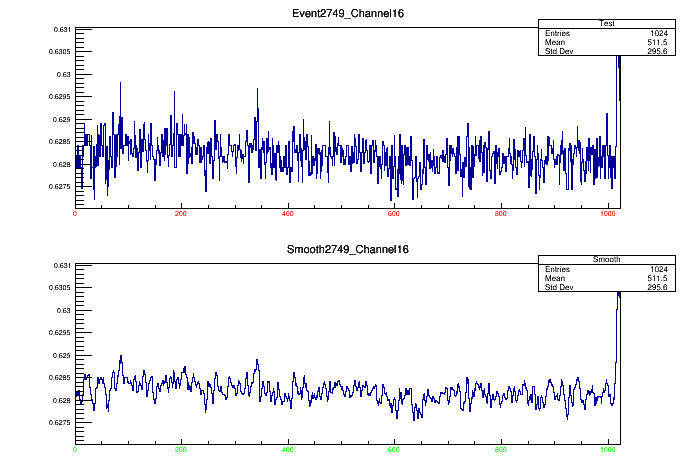 Event2749_Channel16
Test
Entries 1024
Mean 511.5
Std Dev 295.6
0.631
0.6305
0.63
0.6295
0.629
0.6285
0.628
0.6275
0 200 400 600 800 1000
Smooth2749_Channel16
Smooth
Entries 1024
Mean 511.5
Std Dev 295.6
0.631
0.6305
0.63
0.6295
0.629
0.6285
0.628
0.6275
0 200 400 600 800 1000